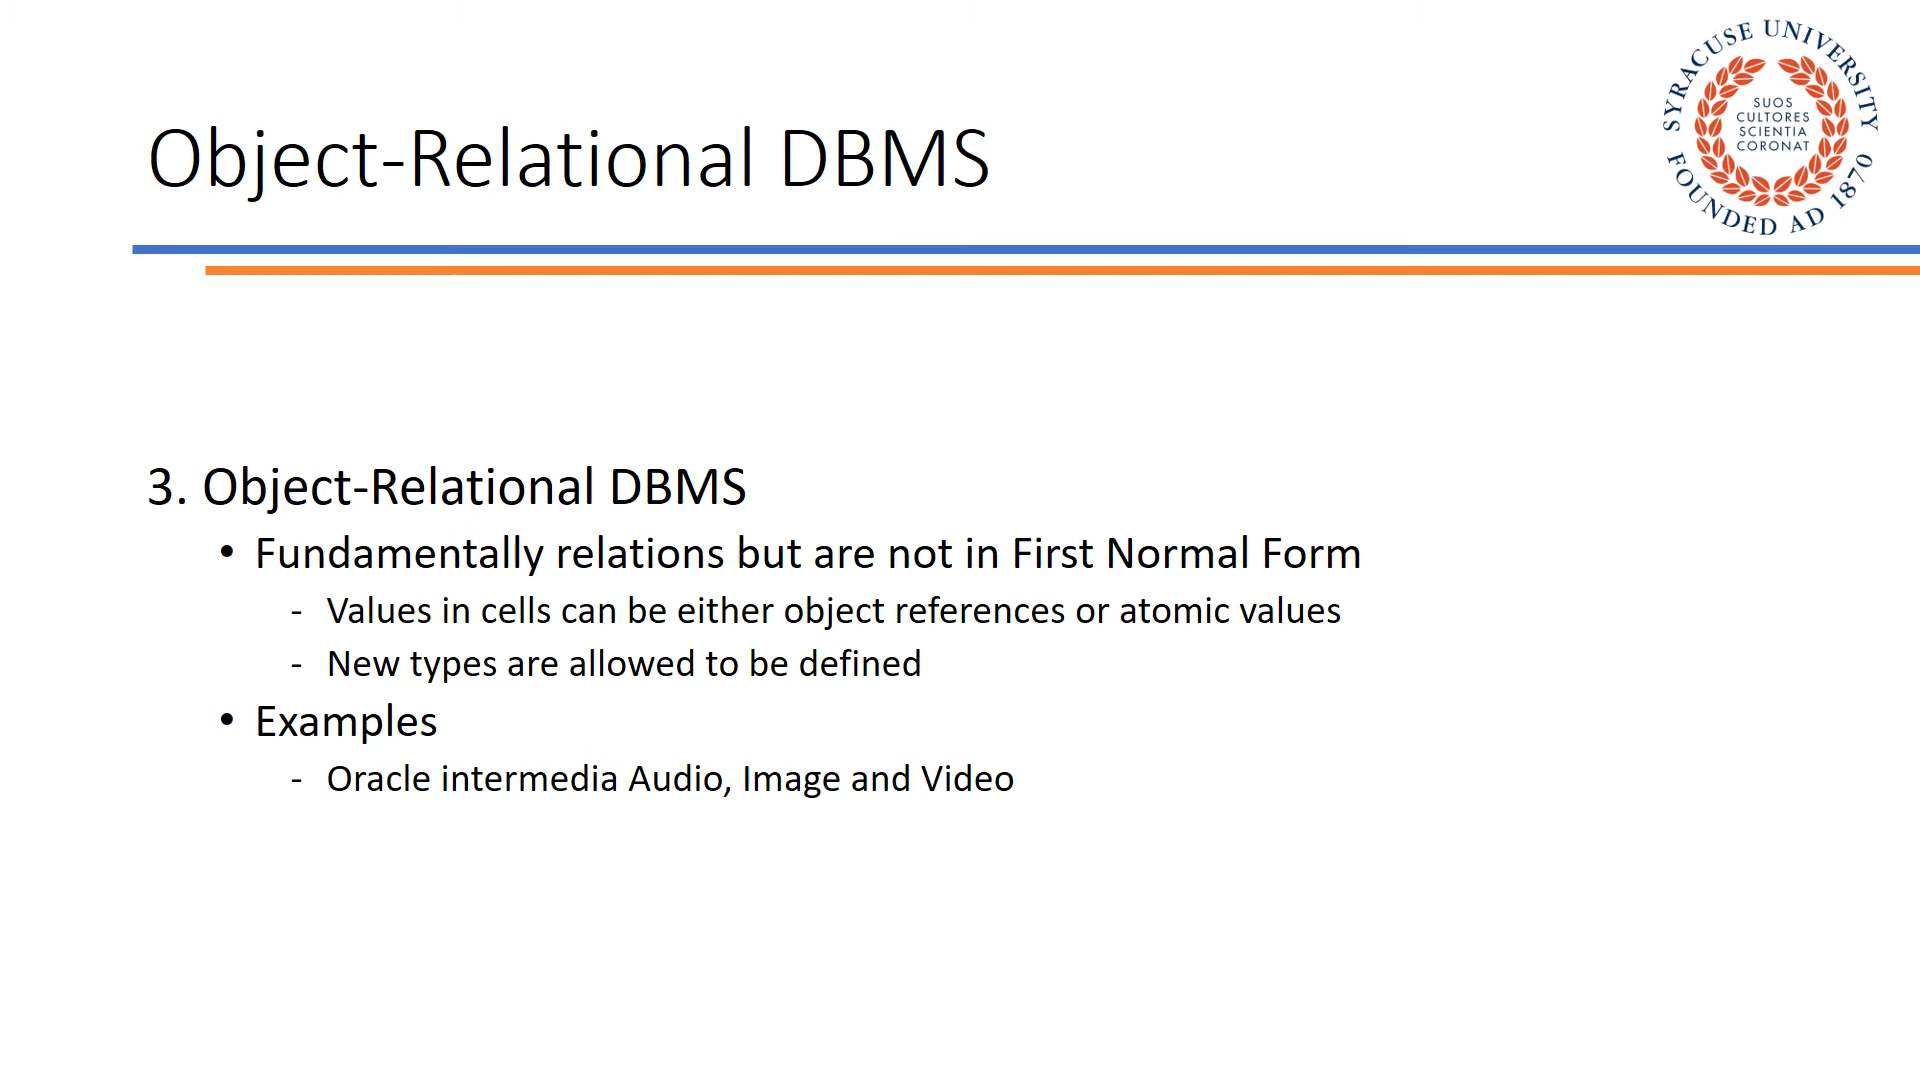 SYRACUSE UNIVERSITY
FOUNDED AD 1870
SUOS
CULTORES
SCIENTIA
CORONAT
Object-Relational DBMS
3. Object-Relational DBMS
• Fundamentally relations but are not in First Normal Form
- Values in cells can be either object references or atomic values
- New types are allowed to be defined
• Examples
- Oracle intermedia Audio, Image and Video